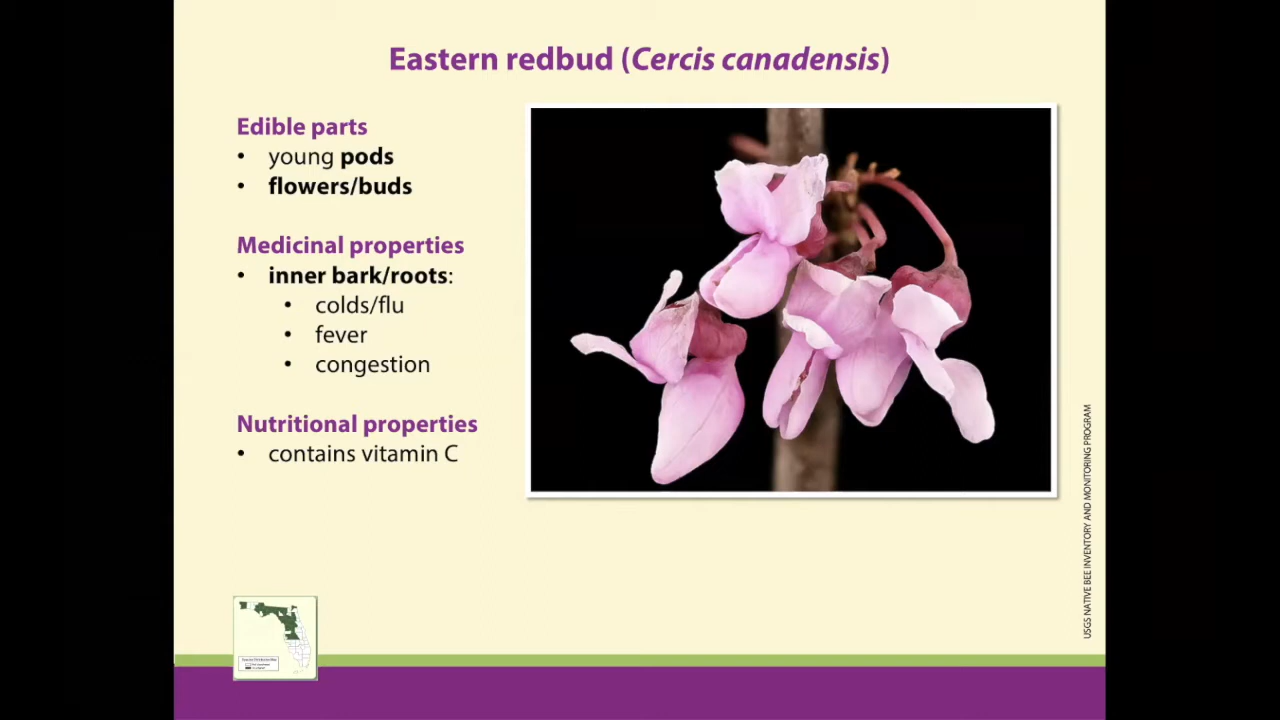 Eastern redbud (Cercis canadensis)
Edible parts
• young pods
• flowers/buds
Medicinal properties
• inner bark/roots:
• colds/flu
• fever
• congestion
Nutritional properties
• contains vitamin C
USGS NATIVE BEE INVENTORY AND MONITORING PROGRAM